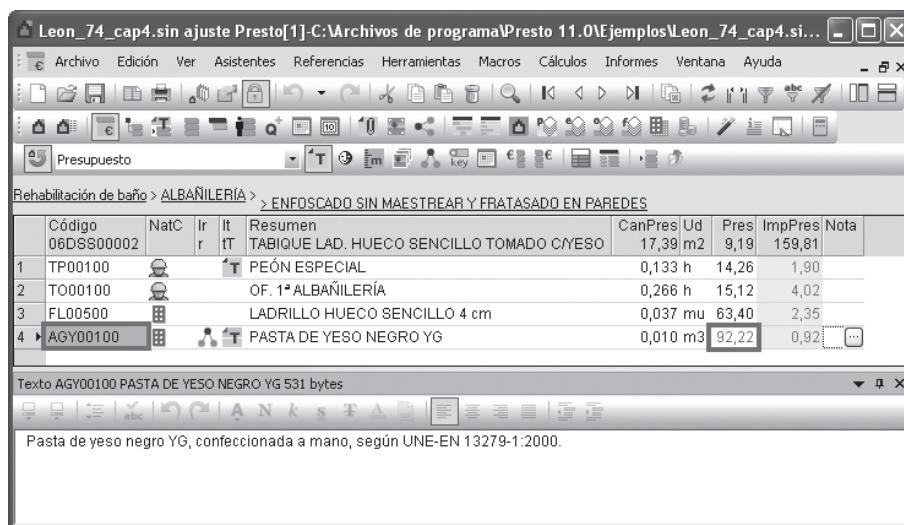 Leon_74_cap4.sin ajuste Presto[1]-C:\Archivos de programa\Presto 11.0\Ejemplos\Leon_74_cap4.si...
Archivo Edición Ver Asistentes Referencias Herramientas Macros Cálculos Informes Ventana Ayuda
Presupuesto
Rehabilitación de baño > ALBAÑILERÍA > > ENFOSCADO SIN MAESTREAR Y FRATASADO EN PAREDES
Código NatC Ir It Resumen CanPres Ud Pres ImpPres Nota
06DSS00002 r tT TABIQUE LAD. HUECO SENCILLO TOMADO C/YESO 17,39 m2 9,19 159,81
1 TP00100 T PEÓN ESPECIAL 0,133 h 14,26 1,90
2 TO00100 OF. 1ª ALBAÑILERÍA 0,266 h 15,12 4,02
3 FL00500 LADRILLO HUECO SENCILLO 4 cm 0,037 mu 63,40 2,35
4 AGY00100 T PASTA DE YESO NEGRO YG 0,010 m3 92,22 0,92
Texto AGY00100 PASTA DE YESO NEGRO YG 531 bytes
abc A N k s
Pasta de yeso negro YG, confeccionada a mano, según UNE-EN 13279-1:2000.